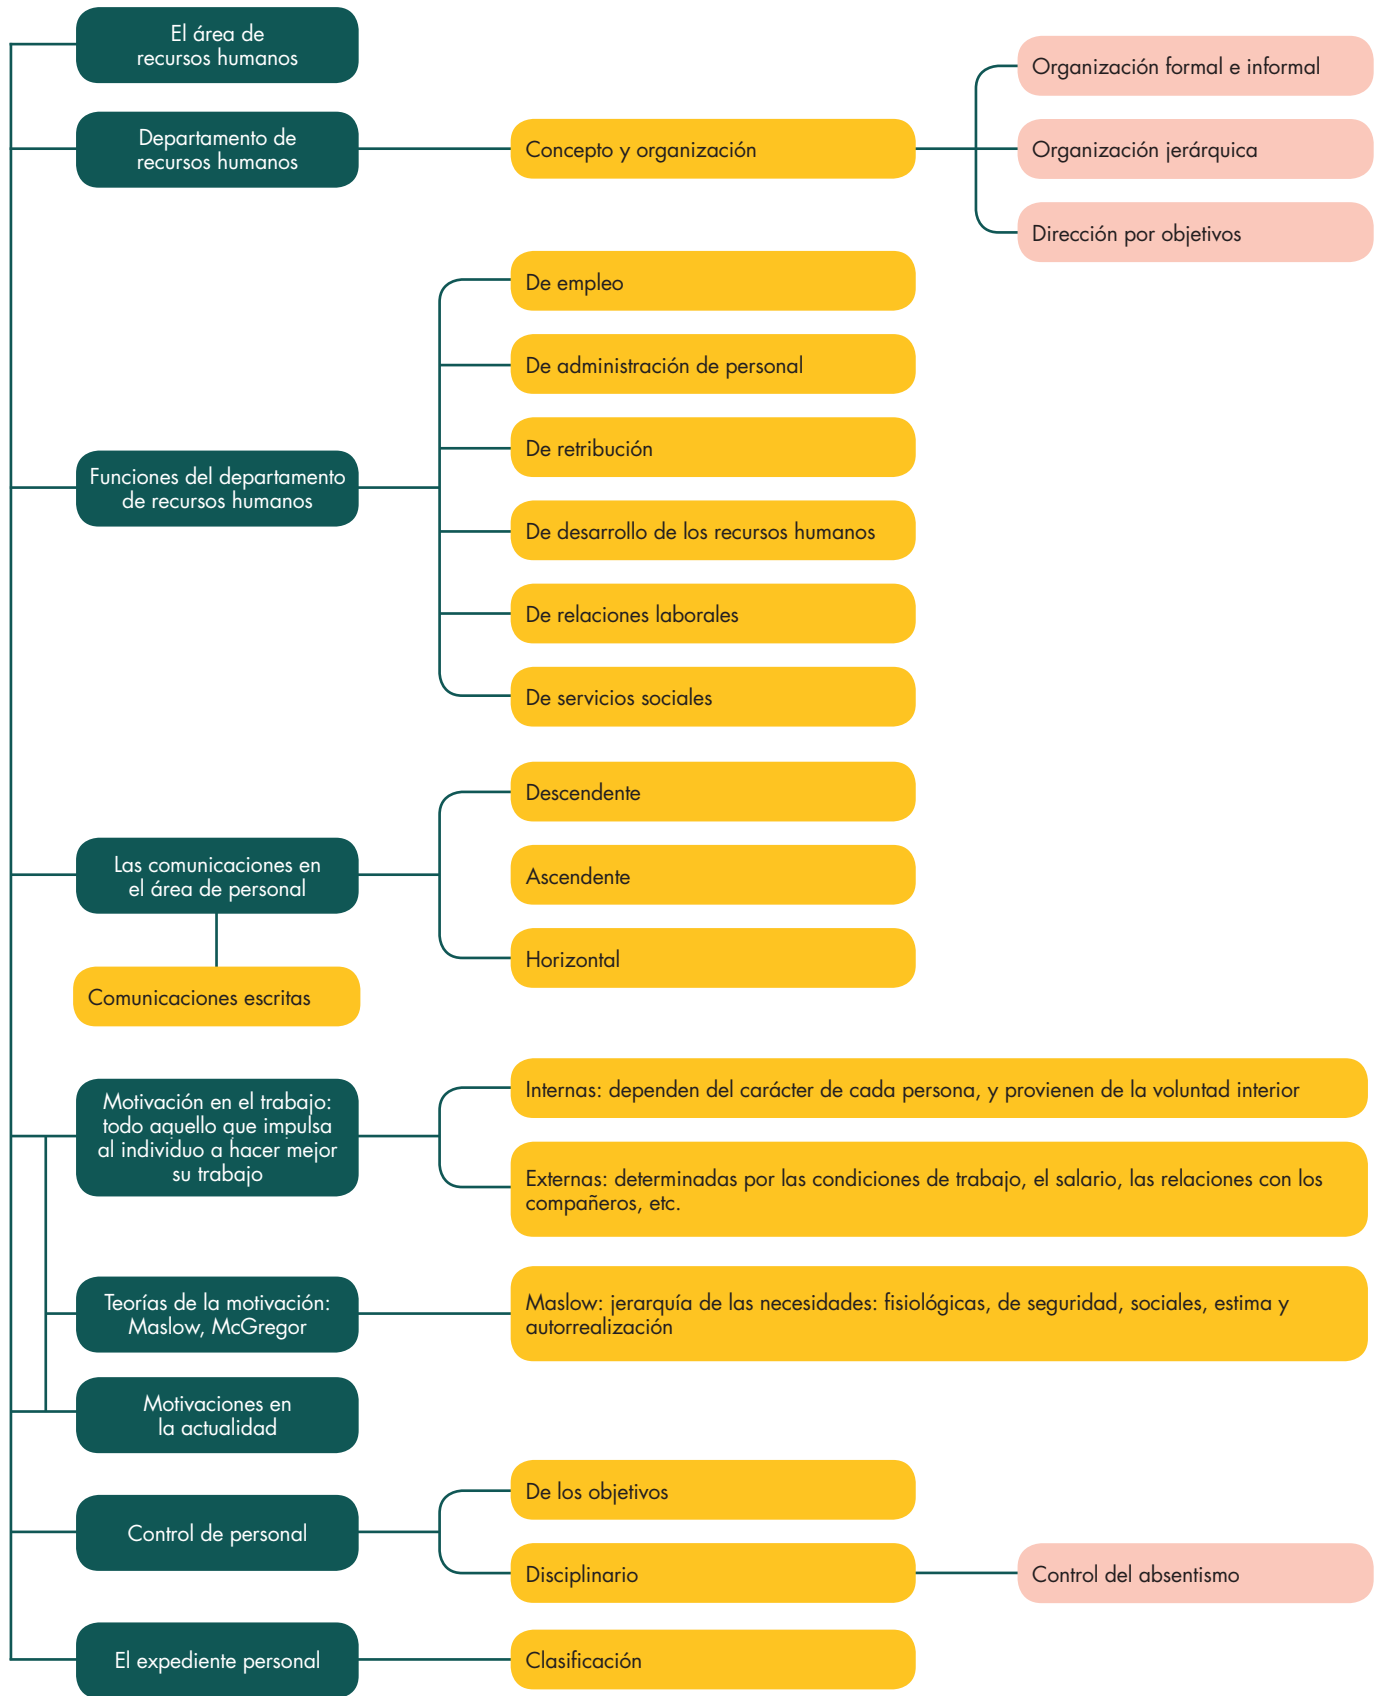 El área de
recursos humanos
Departamento de
recursos humanos
Concepto y organización
Organización formal e informal
Organización jerárquica
Dirección por objetivos
Funciones del departamento
de recursos humanos
De empleo
De administración de personal
De retribución
De desarrollo de los recursos humanos
De relaciones laborales
De servicios sociales
Las comunicaciones en
el área de personal
Descendente
Ascendente
Horizontal
Comunicaciones escritas
Motivación en el trabajo:
todo aquello que impulsa
al individuo a hacer mejor
su trabajo
Internas: dependen del carácter de cada persona, y provienen de la voluntad interior
Externas: determinadas por las condiciones de trabajo, el salario, las relaciones con los
compañeros, etc.
Teorías de la motivación:
Maslow, McGregor
Maslow: jerarquía de las necesidades: fisiológicas, de seguridad, sociales, estima y
autorrealización
Motivaciones en
la actualidad
Control de personal
De los objetivos
Disciplinario
Control del absentismo
El expediente personal
Clasificación